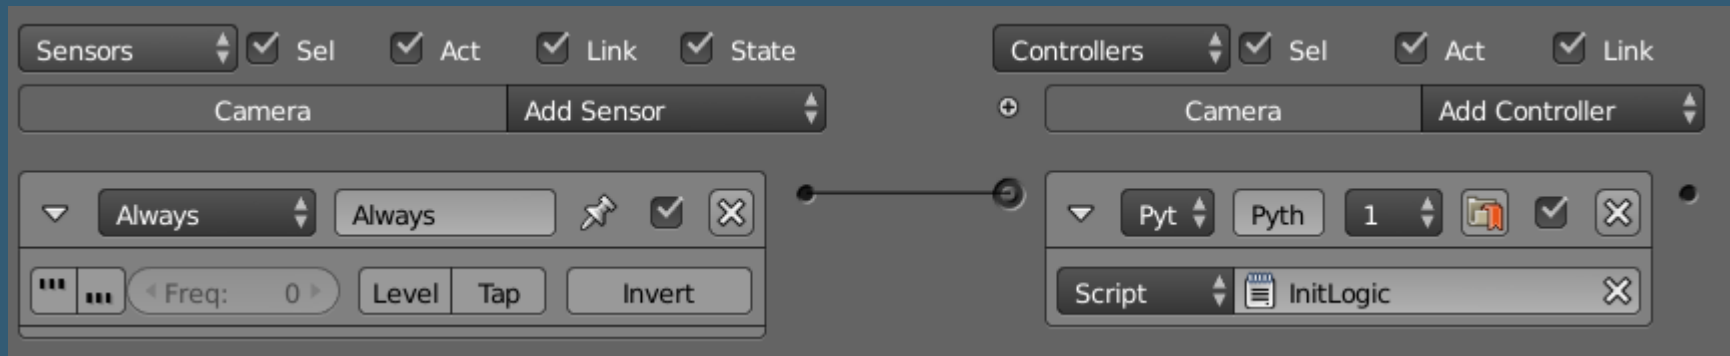 Sensors Sel Act Link State Controllers Sel Act Link
Camera Add Sensor Camera Add Controller
Always Always Pyt Pyth 1
Freq: 0 Level Tap Invert Script InitLogic